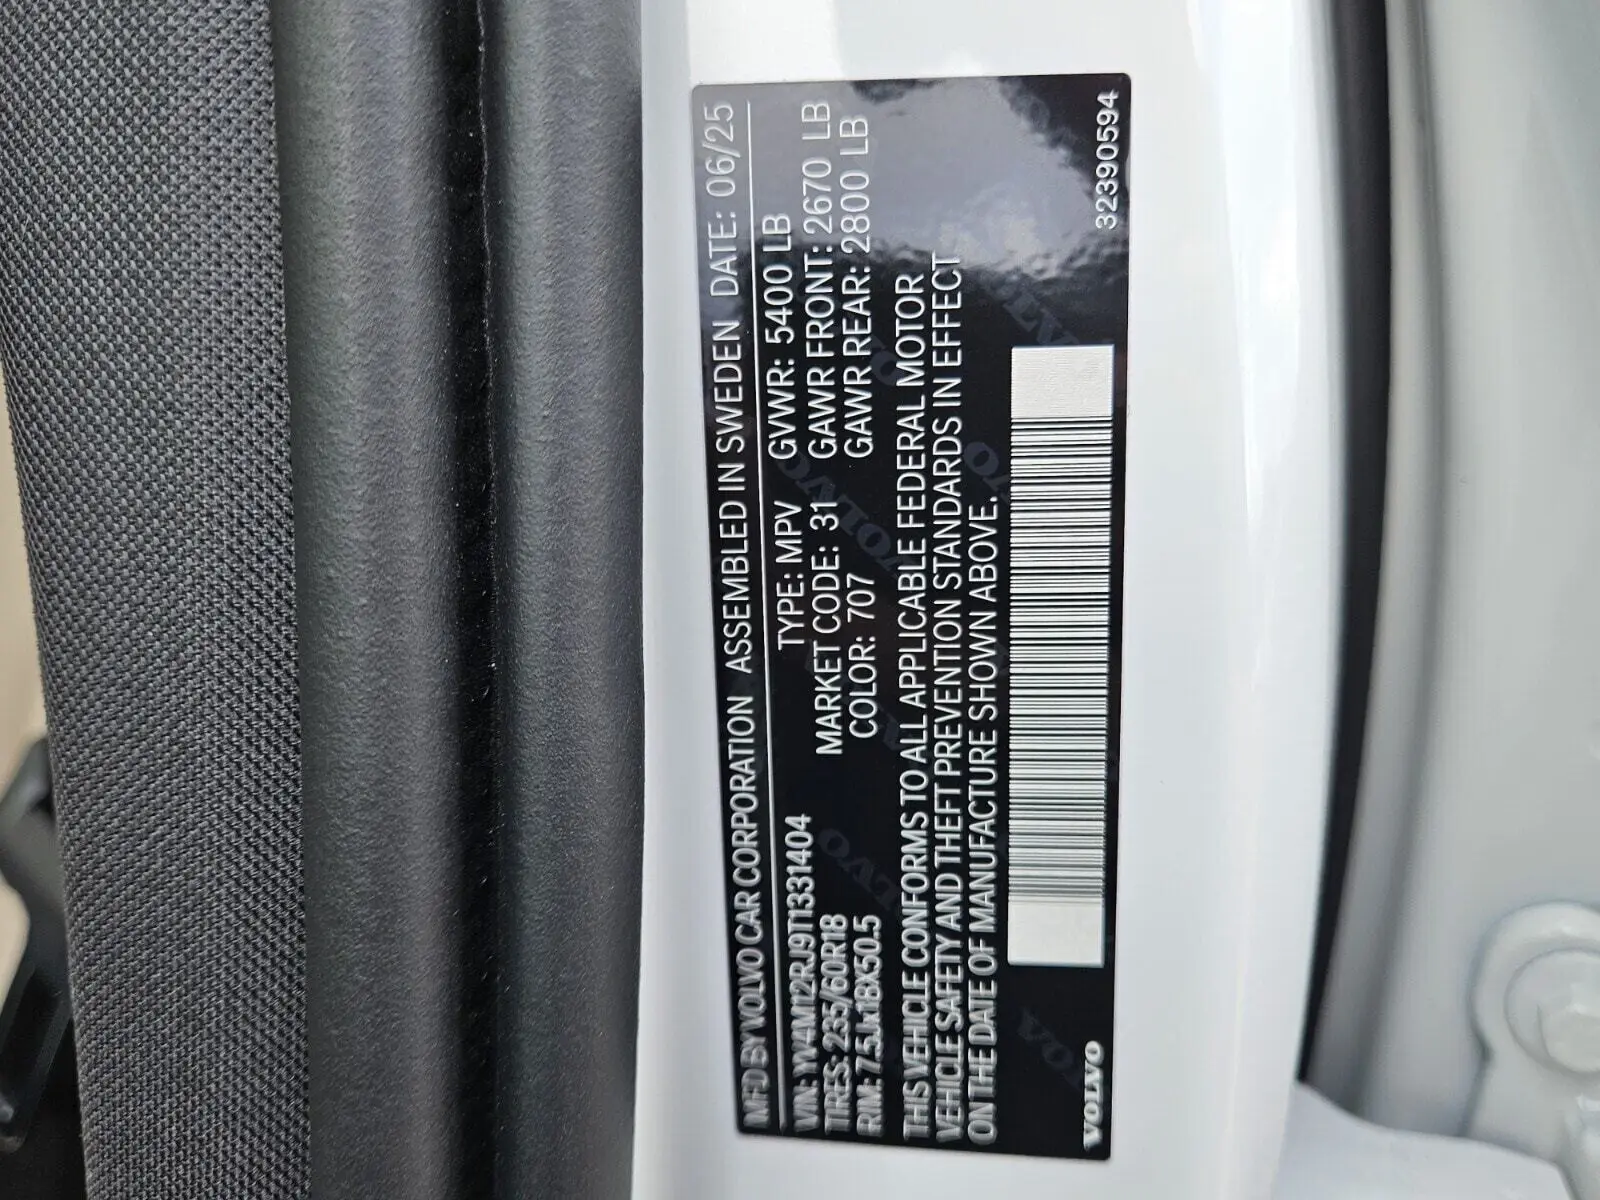 MFD BY VOLVO CAR CORPORATION ASSEMBLED IN SWEDEN DATE: 06/25
VIN: YV4M12RJ9T1331404 TYPE: MPV GVWR: 5400 LB
TIRES: 235/60R18 MARKET CODE: 31 GAWR FRONT: 2670 LB
RIM: 7.5Jx18X50.5 COLOR: 707 GAWR REAR: 2800 LB
THIS VEHICLE CONFORMS TO ALL APPLICABLE FEDERAL MOTOR
VEHICLE SAFETY AND THEFT PREVENTION STANDARDS IN EFFECT
ON THE DATE OF MANUFACTURE SHOWN ABOVE.
VOLVO
32390594